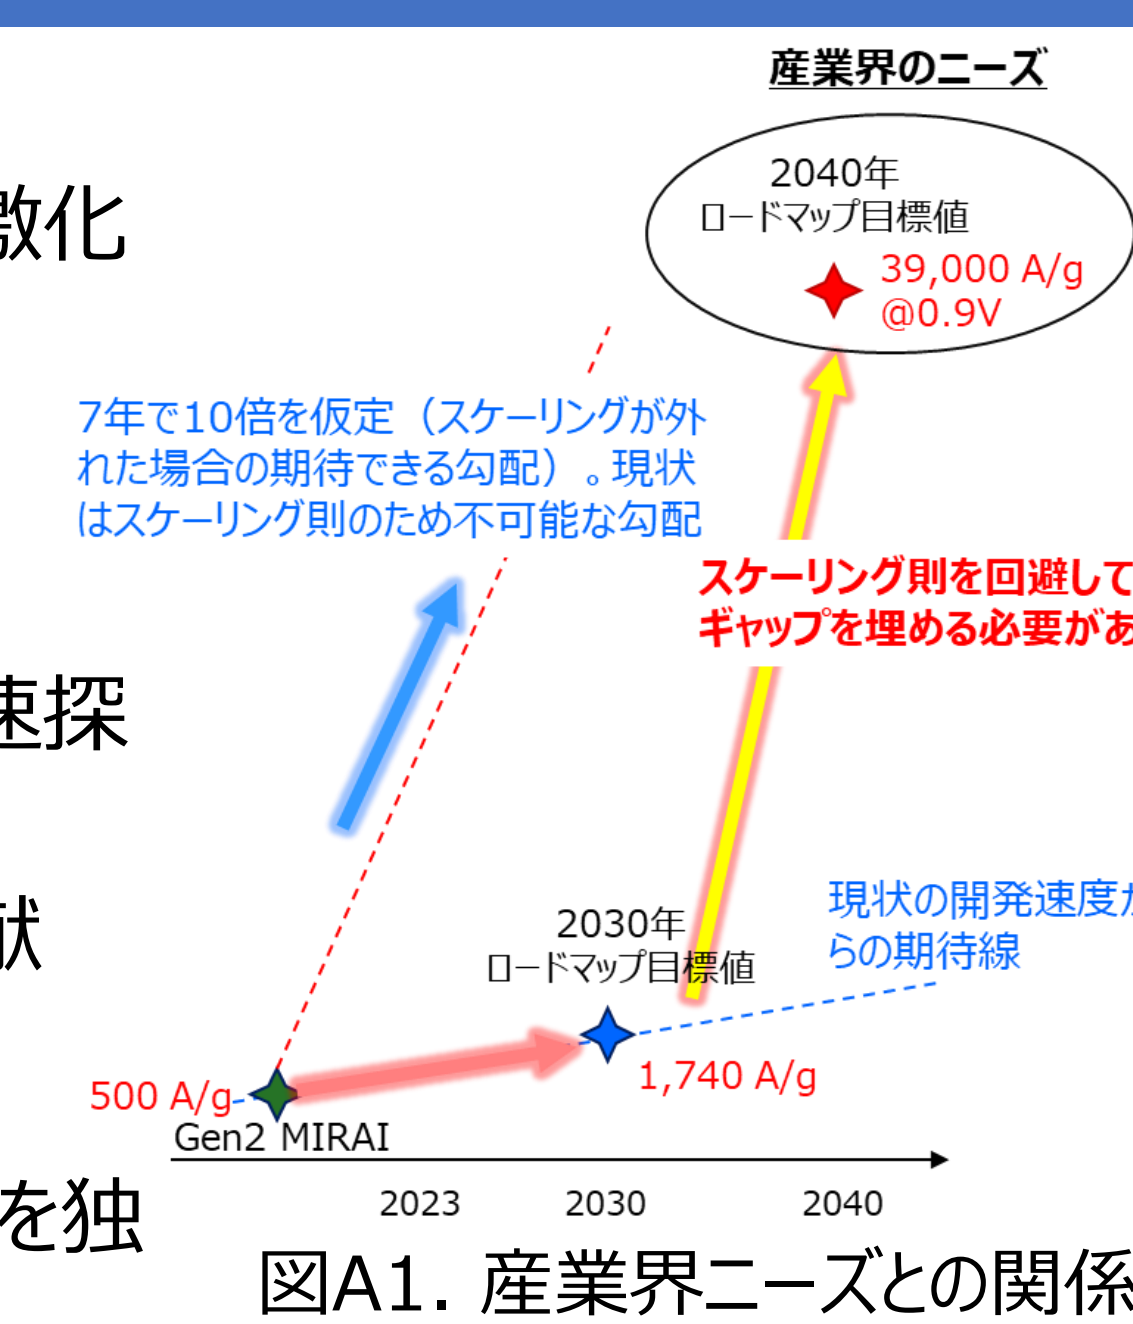 産業界のニーズ
2040年
ロードマップ目標値
39,000 A/g
@0.9V
激化
7年で10倍を仮定（スケーリングが外
れた場合の期待できる勾配）。現状
はスケーリング則のため不可能な勾配
スケーリング則を回避して
ギャップを埋める必要があ
速探
現状の開発速度か
らの期待線
献
2030年
ロードマップ目標値
1,740 A/g
500 A/g
Gen2 MIRAI
を独
2023
2030
2040
図A1. 産業界ニーズとの関係